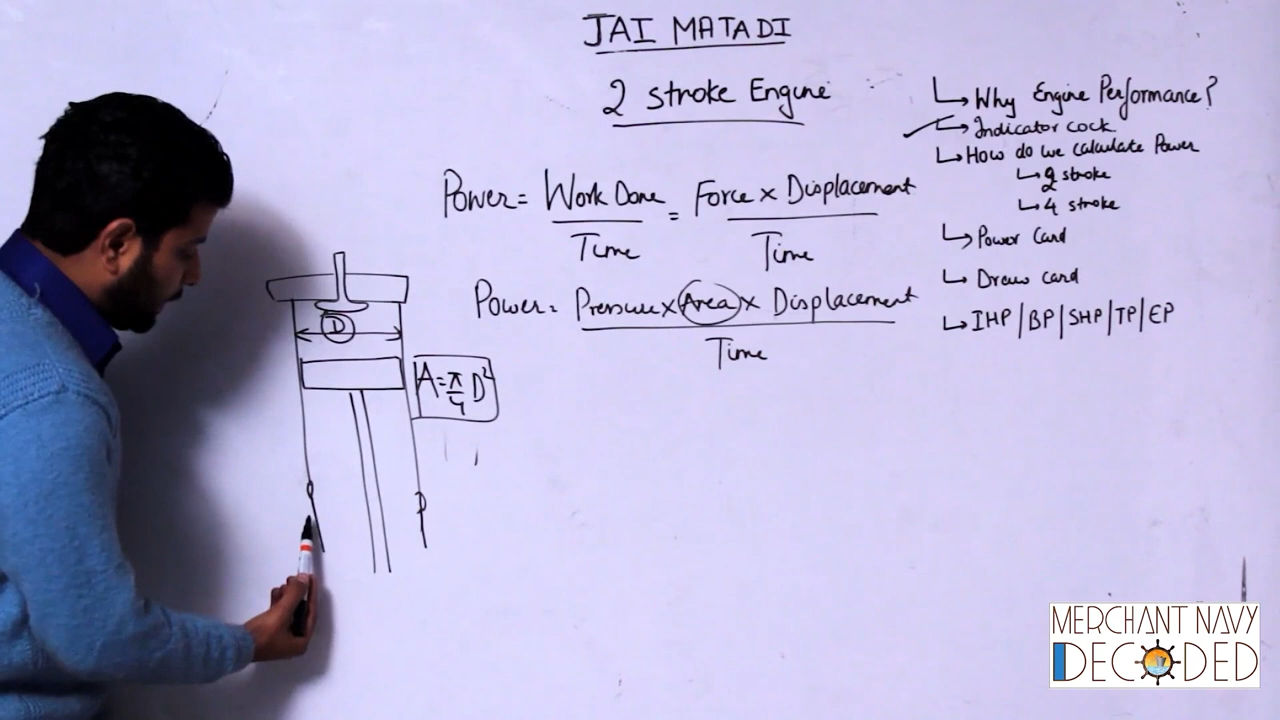 JAI MATA DI
2 stroke Engine
Power = Work Done / Time = Force x Displacement / Time
Power = Pressure x Area x Displacement / Time
D
A = π/4 D²
↳ Why Engine Performance?
↳ Indicator cock
↳ How do we calculate Power
↳ 2 stroke
↳ 4 stroke
↳ Power card
↳ Draw card
↳ IHP / BP / SHP / TP / EP
MERCHANT NAVY
DECODED